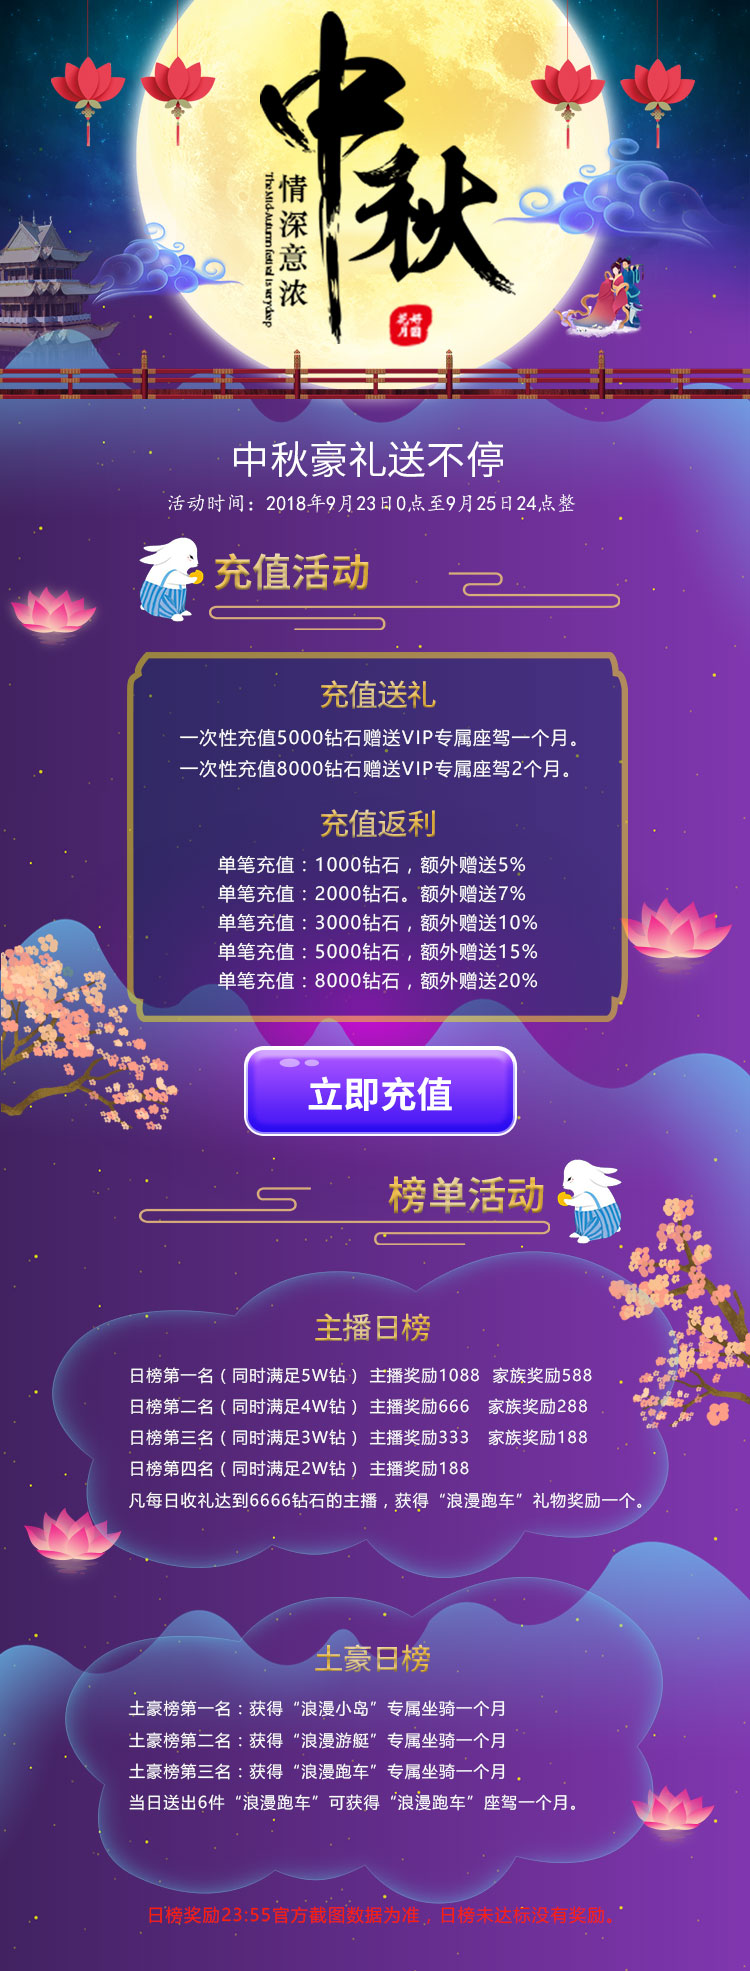 中秋
情深意浓
The Mid-Autumn Festival is very deep
花好月圆
中秋豪礼送不停
活动时间：2018年9月23日0点至9月25日24点整
充值活动
充值送礼
一次性充值5000钻石赠送VIP专属座驾一个月。
一次性充值8000钻石赠送VIP专属座驾2个月。
充值返利
单笔充值：1000钻石，额外赠送5%
单笔充值：2000钻石。额外赠送7%
单笔充值：3000钻石，额外赠送10%
单笔充值：5000钻石，额外赠送15%
单笔充值：8000钻石，额外赠送20%
立即充值
榜单活动
主播日榜
日榜第一名（同时满足5W钻） 主播奖励1088 家族奖励588
日榜第二名（同时满足4W钻） 主播奖励666 家族奖励288
日榜第三名（同时满足3W钻） 主播奖励333 家族奖励188
日榜第四名（同时满足2W钻） 主播奖励188
凡每日收礼达到6666钻石的主播，获得“浪漫跑车”礼物奖励一个。
土豪日榜
土豪榜第一名：获得“浪漫小岛”专属坐骑一个月
土豪榜第二名：获得“浪漫游艇”专属坐骑一个月
土豪榜第三名：获得“浪漫跑车”专属坐骑一个月
当日送出6件“浪漫跑车”可获得“浪漫跑车”座驾一个月。
日榜奖励23:55官方截图数据为准，日榜未达标没有奖励。